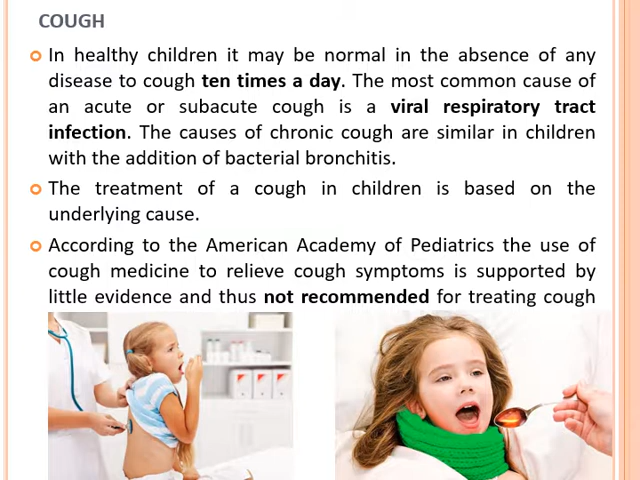 COUGH
In healthy children it may be normal in the absence of any
disease to cough ten times a day. The most common cause of
an acute or subacute cough is a viral respiratory tract
infection. The causes of chronic cough are similar in children
with the addition of bacterial bronchitis.
The treatment of a cough in children is based on the
underlying cause.
According to the American Academy of Pediatrics the use of
cough medicine to relieve cough symptoms is supported by
little evidence and thus not recommended for treating cough